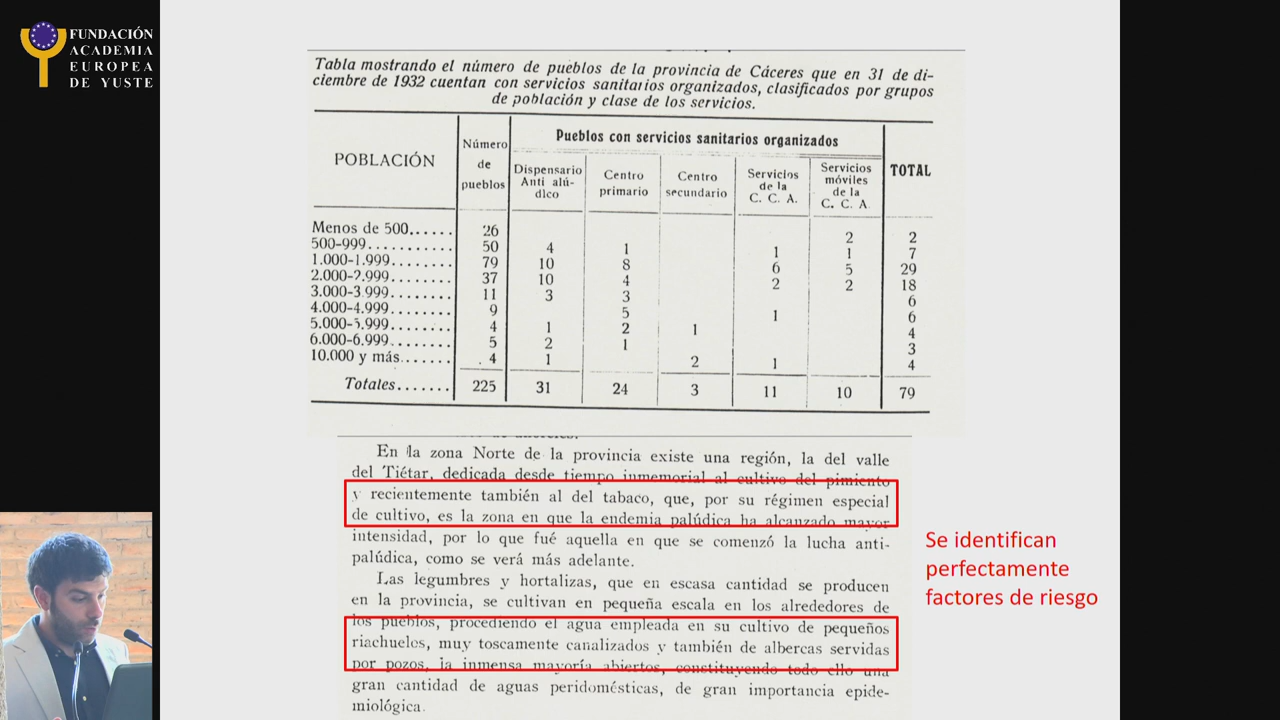 FUNDACIÓN
ACADEMIA
EUROPEA
DE YUSTE
Tabla mostrando el número de pueblos de la provincia de Cáceres que en 31 de di-
ciembre de 1932 cuentan con servicios sanitarios organizados, clasificados por grupos
de población y clase de los servicios.
POBLACIÓN Número de pueblos Pueblos con servicios sanitarios organizados TOTAL
Dispensario Anti alú- dico Centro primario Centro secundario Servicios de la C. C. A. Servicios móviles de la C. C. A.
Menos de 500...... 26 2 2
500-999........... 50 4 1 1 1 7
1.000-1.999........ 79 10 8 6 5 29
2.000-2.999........ 37 10 4 2 2 18
3.000-3.999........ 11 3 3 6
4.000-4.999........ 9 5 1 6
5.000-5.999........ 4 1 2 1 4
6.000-6.999........ 5 2 1 3
10.000 y más....... 4 1 2 1 4
Totales....... 225 31 24 3 11 10 79
En la zona Norte de la provincia existe una región, la del valle
del Tiétar, dedicada desde tiempo inmemorial al cultivo del pimiento
y recientemente también al del tabaco, que, por su régimen especial
de cultivo, es la zona en que la endemia palúdica ha alcanzado mayor
intensidad, por lo que fué aquella en que se comenzó la lucha anti-
palúdica, como se verá más adelante.
Las legumbres y hortalizas, que en escasa cantidad se producen
en la provincia, se cultivan en pequeña escala en los alrededores de
los pueblos, procediendo el agua empleada en su cultivo de pequeños
riachuelos, muy toscamente canalizados y también de albercas servidas
por pozos, la inmensa mayoría abiertos, constituyendo todo ello una
gran cantidad de aguas peridomésticas, de gran importancia epide-
miológica.
Se identifican
perfectamente
factores de riesgo